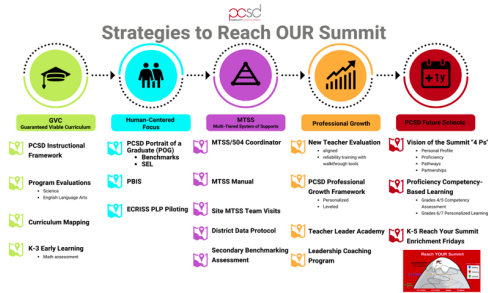 pcsd
Strategies to Reach OUR Summit
+1y
GVC
Guaranteed Viable Curriculum
Human-Centered
Focus
MTSS
Multi-Tiered System of Supports
Professional Growth
PCSD Future Schools
PCSD Instructional
Framework
Program Evaluations
Science
English Language Arts
Curriculum Mapping
K-3 Early Learning
Math assessment
PCSD Portrait of a
Graduate (POG)
Benchmarks
SEL
PBIS
ECRISS PLP Piloting
MTSS/504 Coordinator
MTSS Manual
Site MTSS Team Visits
District Data Protocol
Secondary Benchmarking
Assessment
New Teacher Evaluation
aligned
reliability training with
walkthrough tools
PCSD Professional
Growth Framework
Personalized
Leveled
Teacher Leader Academy
Leadership Coaching
Program
Vision of the Summit "4 Ps"
Personal Profile
Proficiency
Pathways
Partnerships
Proficiency Competency-
Based Learning
Grades 4/5 Competency
Assessment
Grades 6/7 Personalized Learning
K-5 Reach Your Summit
Enrichment Fridays
Reach YOUR Summit
PC